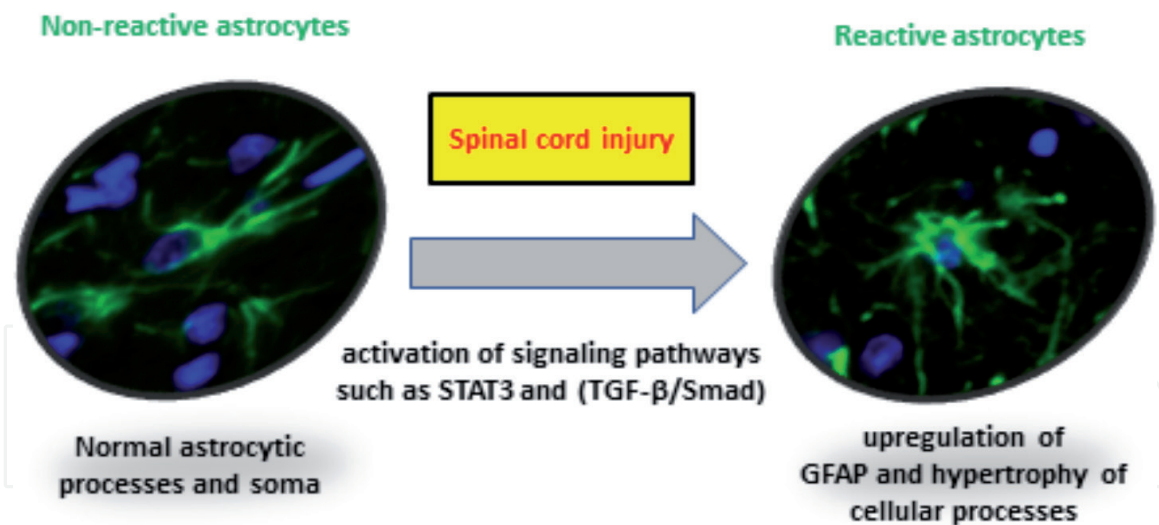 Non-reactive astrocytes
Reactive astrocytes
Spinal cord injury
activation of signaling pathways
such as STAT3 and (TGF-β/Smad)
Normal astrocytic
processes and soma
upregulation of
GFAP and hypertrophy of
cellular processes